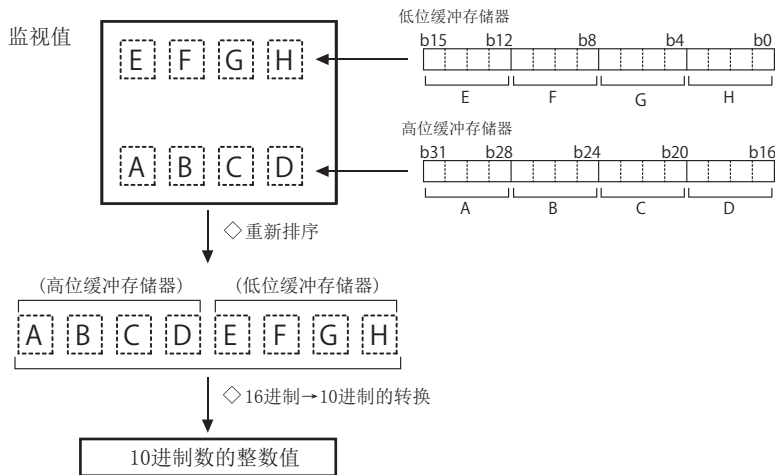 监视值
E F G H
低位缓冲存储器
b15 b12 b8 b4 b0
E F G H
A B C D
高位缓冲存储器
b31 b28 b24 b20 b16
A B C D
◇重新排序
(高位缓冲存储器) (低位缓冲存储器)
A B C D E F G H
◇16进制→10进制的转换
10进制数的整数值